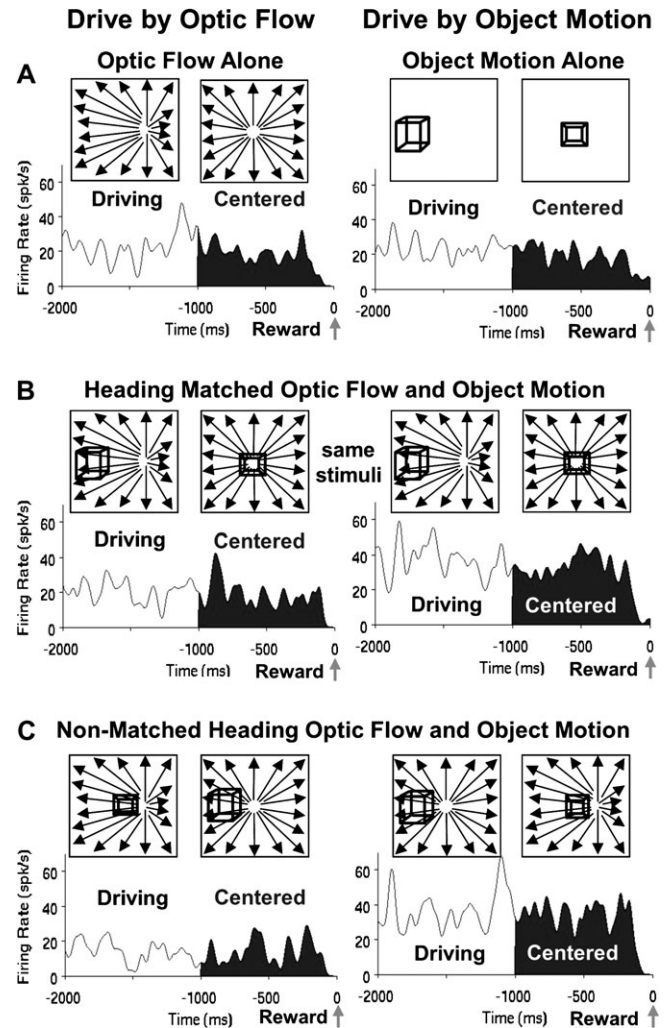 Drive by Optic Flow Drive by Object Motion
A Optic Flow Alone Object Motion Alone
Driving Centered Driving Centered
Firing Rate (spk/s)
60
40
20
0
-2000 -1000 -500 0
Time (ms) Reward
60
40
20
0
-2000 -1000 -500 0
Time (ms) Reward
B Heading Matched Optic Flow and Object Motion
same
stimuli
Driving Centered
Firing Rate (spk/s)
60
40
20
0
-2000 -1000 -500 0
Time (ms) Reward
60
40
20
0
Driving Centered
-2000 -1000 -500 0
Time (ms) Reward
C Non-Matched Heading Optic Flow and Object Motion
Driving Centered
Firing Rate (spk/s)
60
40
20
0
-2000 -1000 -500 0
Time (ms) Reward
60
40
20
0
Driving Centered
-2000 -1000 -500 0
Time (ms) Reward